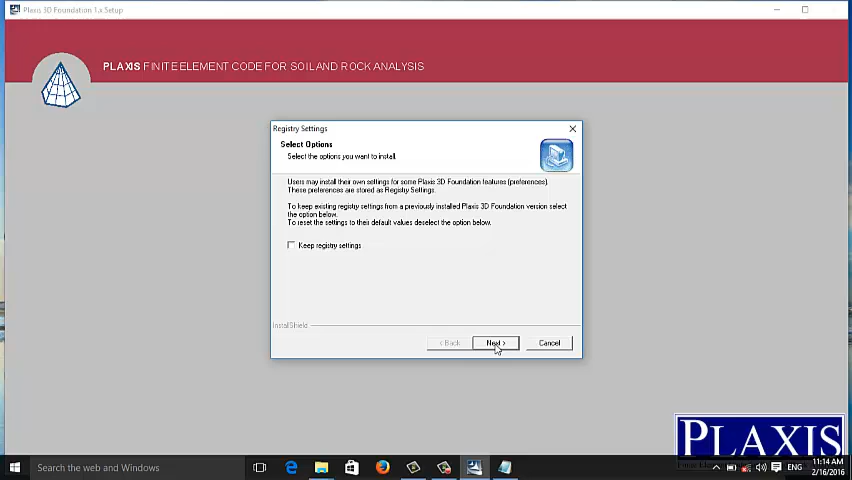 Plaxis 3D Foundation 1.x Setup
PLAXIS FINITE ELEMENT CODE FOR SOIL AND ROCK ANALYSIS
Registry Settings
Select Options
Select the options you want to install.
Users may install their own settings for some Plaxis 3D Foundation features (preferences).
These preferences are stored as Registry Settings.
To keep existing registry settings from a previously installed Plaxis 3D Foundation version select
the option below.
To reset the settings to their default values deselect the option below.
Keep registry settings
InstallShield
< Back
Next >
Cancel
PLAXIS
Search the web and Windows
ENG
11:14 AM
2/16/2016